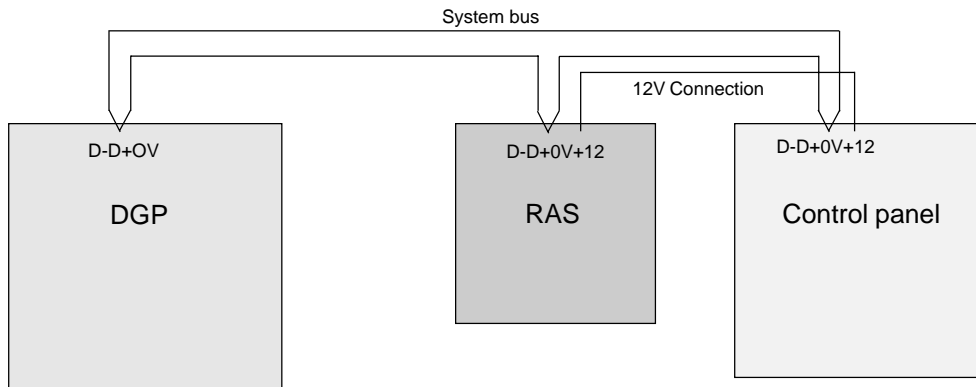 System bus
12V Connection
D-D+OV
D-D+0V+12
D-D+0V+12
DGP
RAS
Control panel